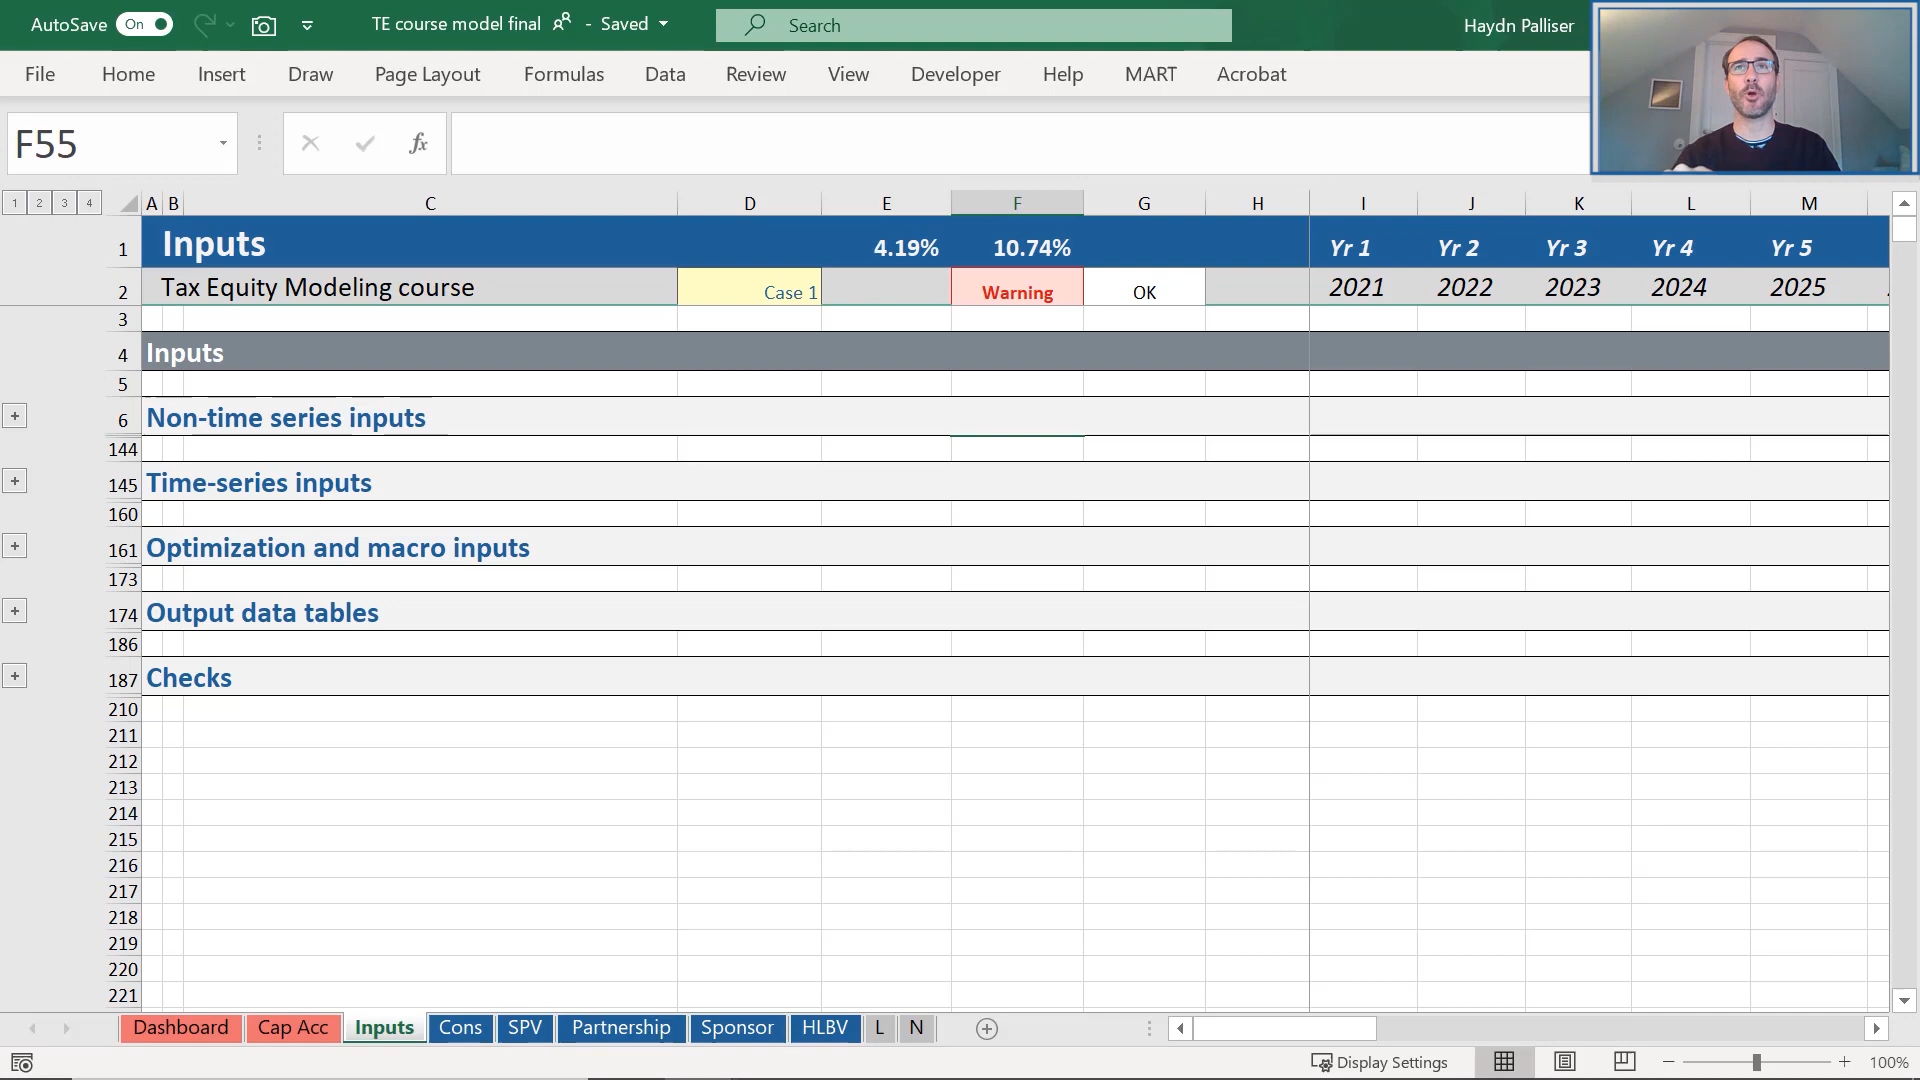 AutoSave On TE course model final - Saved Search Haydn Palliser
File Home Insert Draw Page Layout Formulas Data Review View Developer Help MART Acrobat
F55 fx
1 2 3 4 A B C D E F G H I J K L M
1 Inputs 4.19% 10.74% Yr 1 Yr 2 Yr 3 Yr 4 Yr 5
2 Tax Equity Modeling course Case 1 Warning OK 2021 2022 2023 2024 2025
3
4 Inputs
5
6 Non-time series inputs
144
145 Time-series inputs
160
161 Optimization and macro inputs
173
174 Output data tables
186
187 Checks
210
211
212
213
214
215
216
217
218
219
220
221
Dashboard Cap Acc Inputs Cons SPV Partnership Sponsor HLBV L N
Display Settings 100%